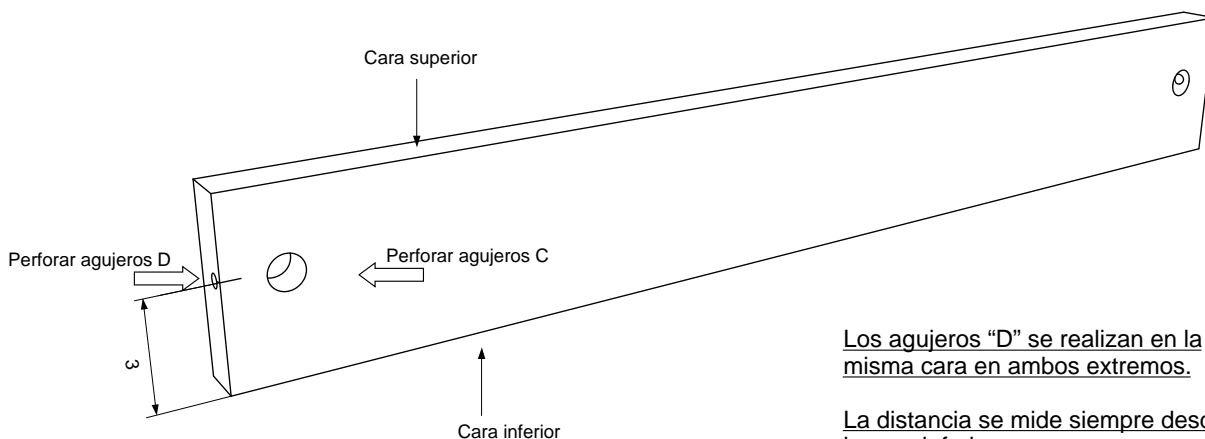 Cara superior
Perforar agujeros D
Perforar agujeros C
3
Los agujeros “D” se realizan en la
misma cara en ambos extremos.
La distancia se mide siempre desd
Cara inferior